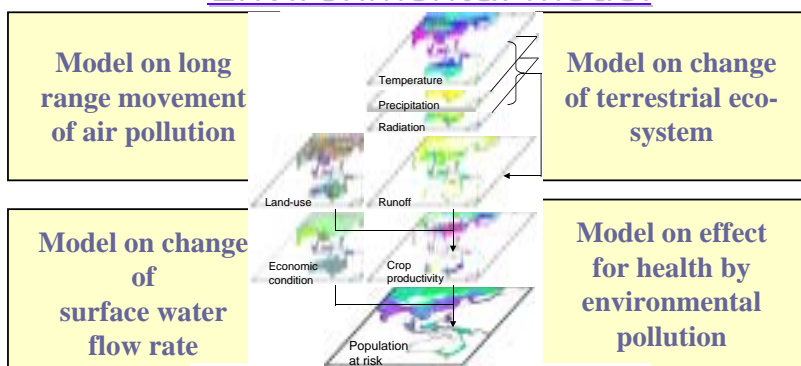 Environmental Model
Model on long
range movement
of air pollution
Temperature
Precipitation
Radiation
Model on change
of terrestrial eco-
system
Land-use
Runoff
Model on change
of
surface water
flow rate
Economic
condition
Crop
productivity
Population
at risk
Model on effect
for health by
environmental
pollution